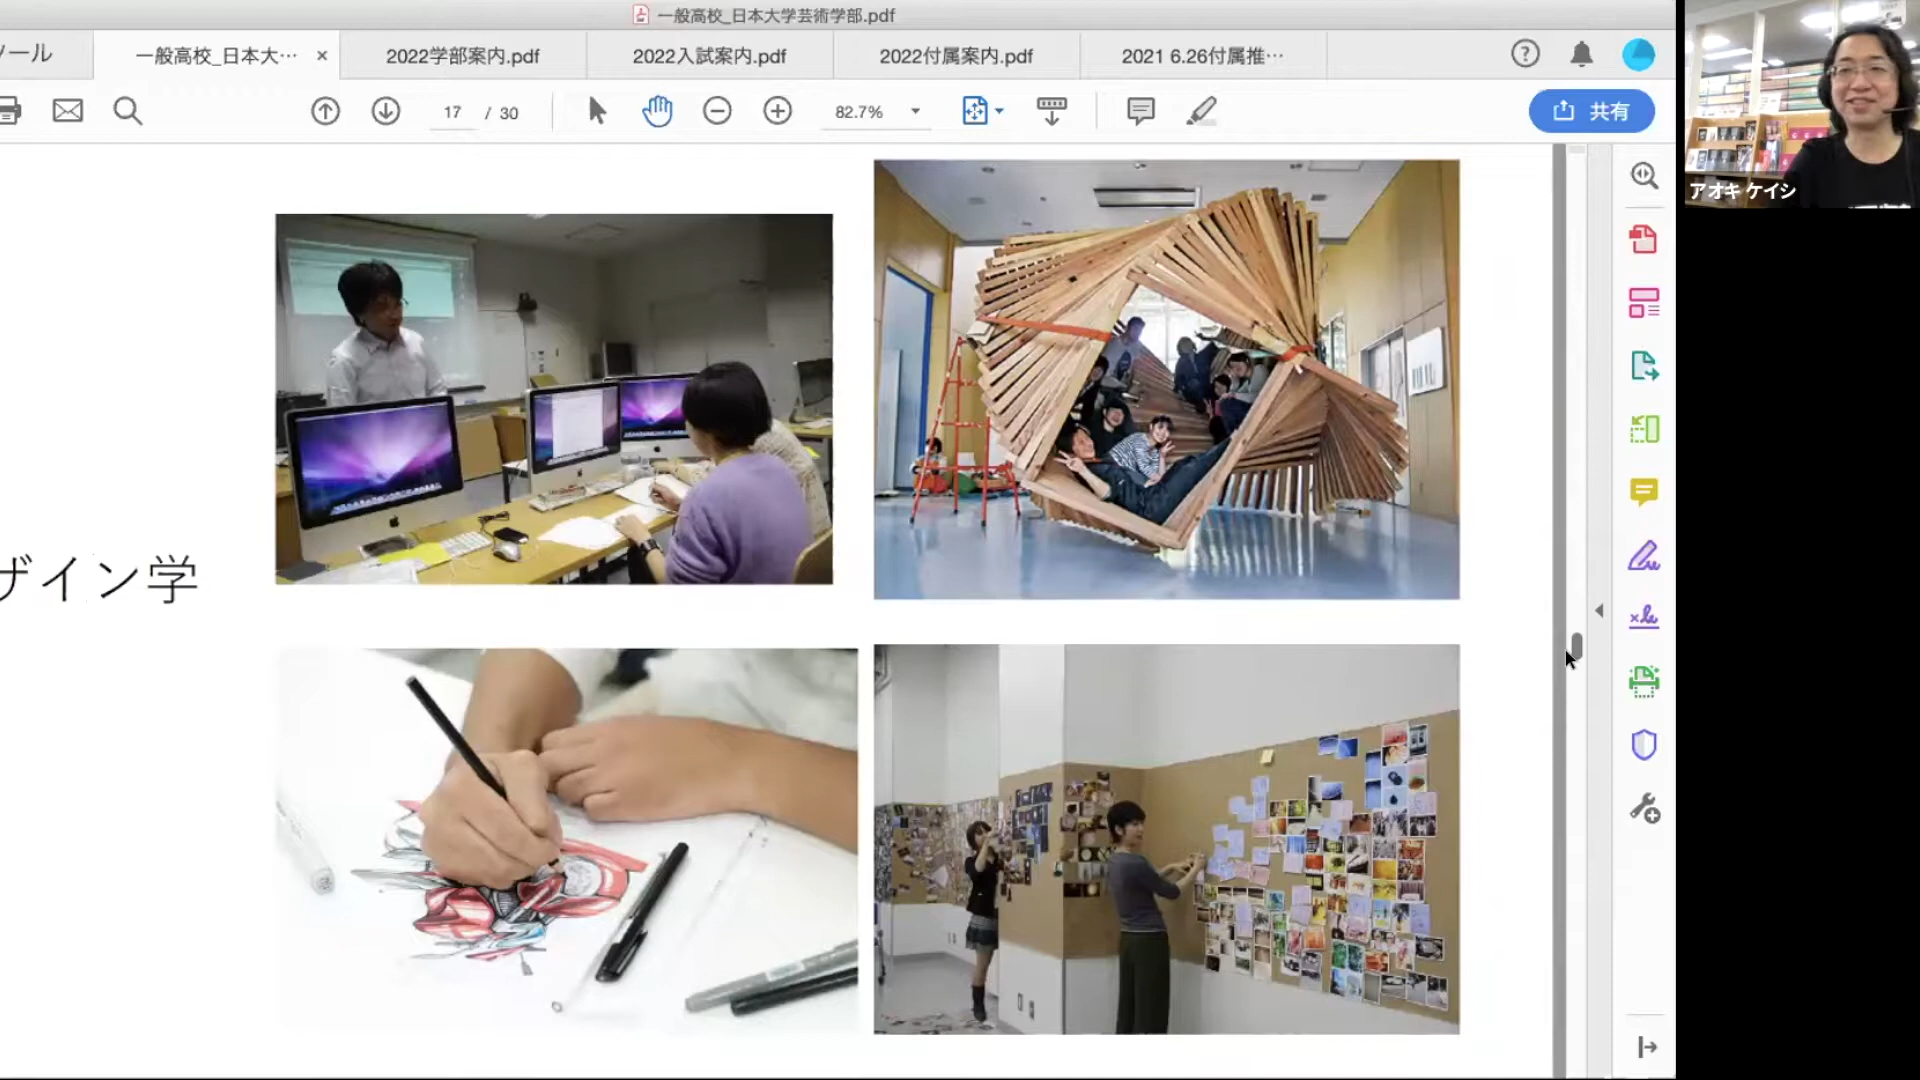 一般高校_日本大学芸術学部.pdf
ツール
一般高校_日本大…
×
2022学部案内.pdf
2022入試案内.pdf
2022付属案内.pdf
2021 6.26付属推…
17 / 30
82.7%
共有
アオキ ケイシ
ザイン学